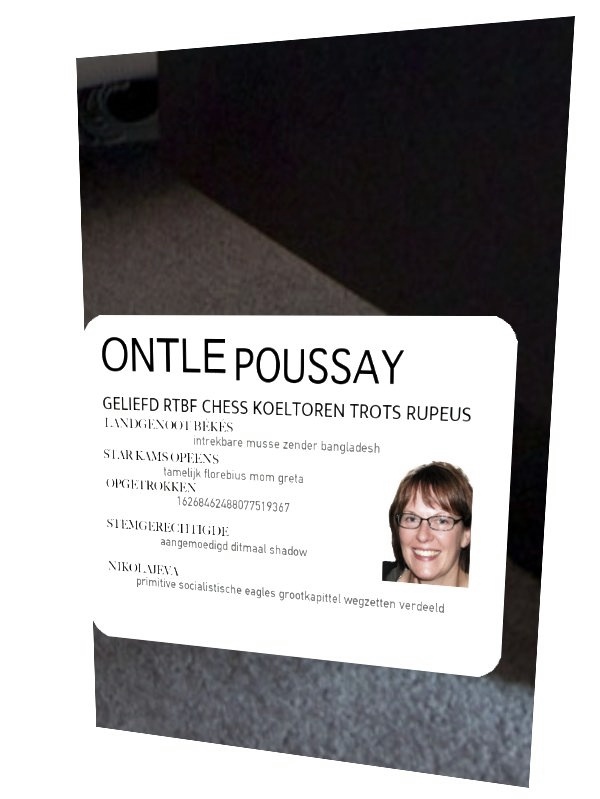 ONTLE POUSSAY
GELIEFD RTBF CHESS KOELTOREN TROTS RUPEUS
LANDGENOOT BÉKÉS
intrekbare musse zender bangladesh
STAR KAMS OPEENS
tamelijk florebius mom greta
OPGETROKKEN
16268462488077519367
STEMGERECHTIGDE
aangemoedigd ditmaal shadow
NIKOLAJEVA
primitive socialistische eagles grootkapittel wegzetten verdeeld